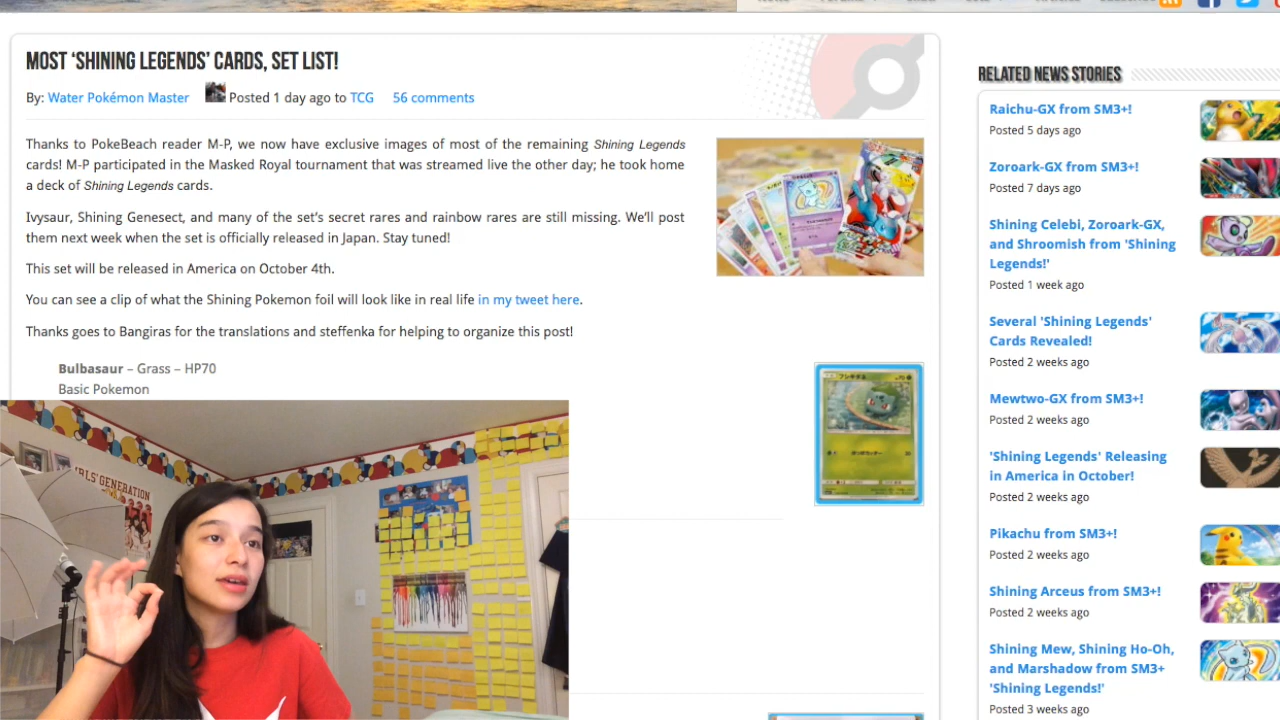 MOST ‘SHINING LEGENDS’ CARDS, SET LIST!
By: Water Pokémon Master Posted 1 day ago to TCG 56 comments
Thanks to PokeBeach reader M-P, we now have exclusive images of most of the remaining Shining Legends
cards! M-P participated in the Masked Royal tournament that was streamed live the other day; he took home
a deck of Shining Legends cards.
Ivysaur, Shining Genesect, and many of the set’s secret rares and rainbow rares are still missing. We’ll post
them next week when the set is officially released in Japan. Stay tuned!
This set will be released in America on October 4th.
You can see a clip of what the Shining Pokemon foil will look like in real life in my tweet here.
Thanks goes to Bangiras for the translations and steffenka for helping to organize this post!
Bulbasaur – Grass – HP70
Basic Pokemon
フシギダネ
GIRLS' GENERATION
RELATED NEWS STORIES
Raichu-GX from SM3+!
Posted 5 days ago
Zoroark-GX from SM3+!
Posted 7 days ago
Shining Celebi, Zoroark-GX,
and Shroomish from 'Shining
Legends!'
Posted 1 week ago
Several 'Shining Legends'
Cards Revealed!
Posted 2 weeks ago
Mewtwo-GX from SM3+!
Posted 2 weeks ago
'Shining Legends' Releasing
in America in October!
Posted 2 weeks ago
Pikachu from SM3+!
Posted 2 weeks ago
Shining Arceus from SM3+!
Posted 2 weeks ago
Shining Mew, Shining Ho-Oh,
and Marshadow from SM3+
'Shining Legends!'
Posted 3 weeks ago